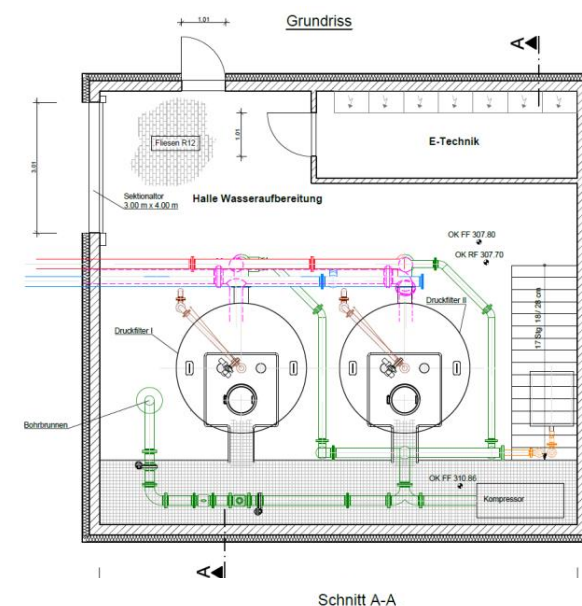 Grundriss
1.01
A
3.01
1.01
Fliesen R12
E-Technik
Sektionaltor
3.00 m x 4.00 m
Halle Wasseraufbereitung
OK FF 307.80
OK RF 307.70
17 Stg. 18 / 28 cm
Druckfilter I
Druckfilter II
Bohrbrunnen
OK FF 310.86
Kompressor
A
Schnitt A-A